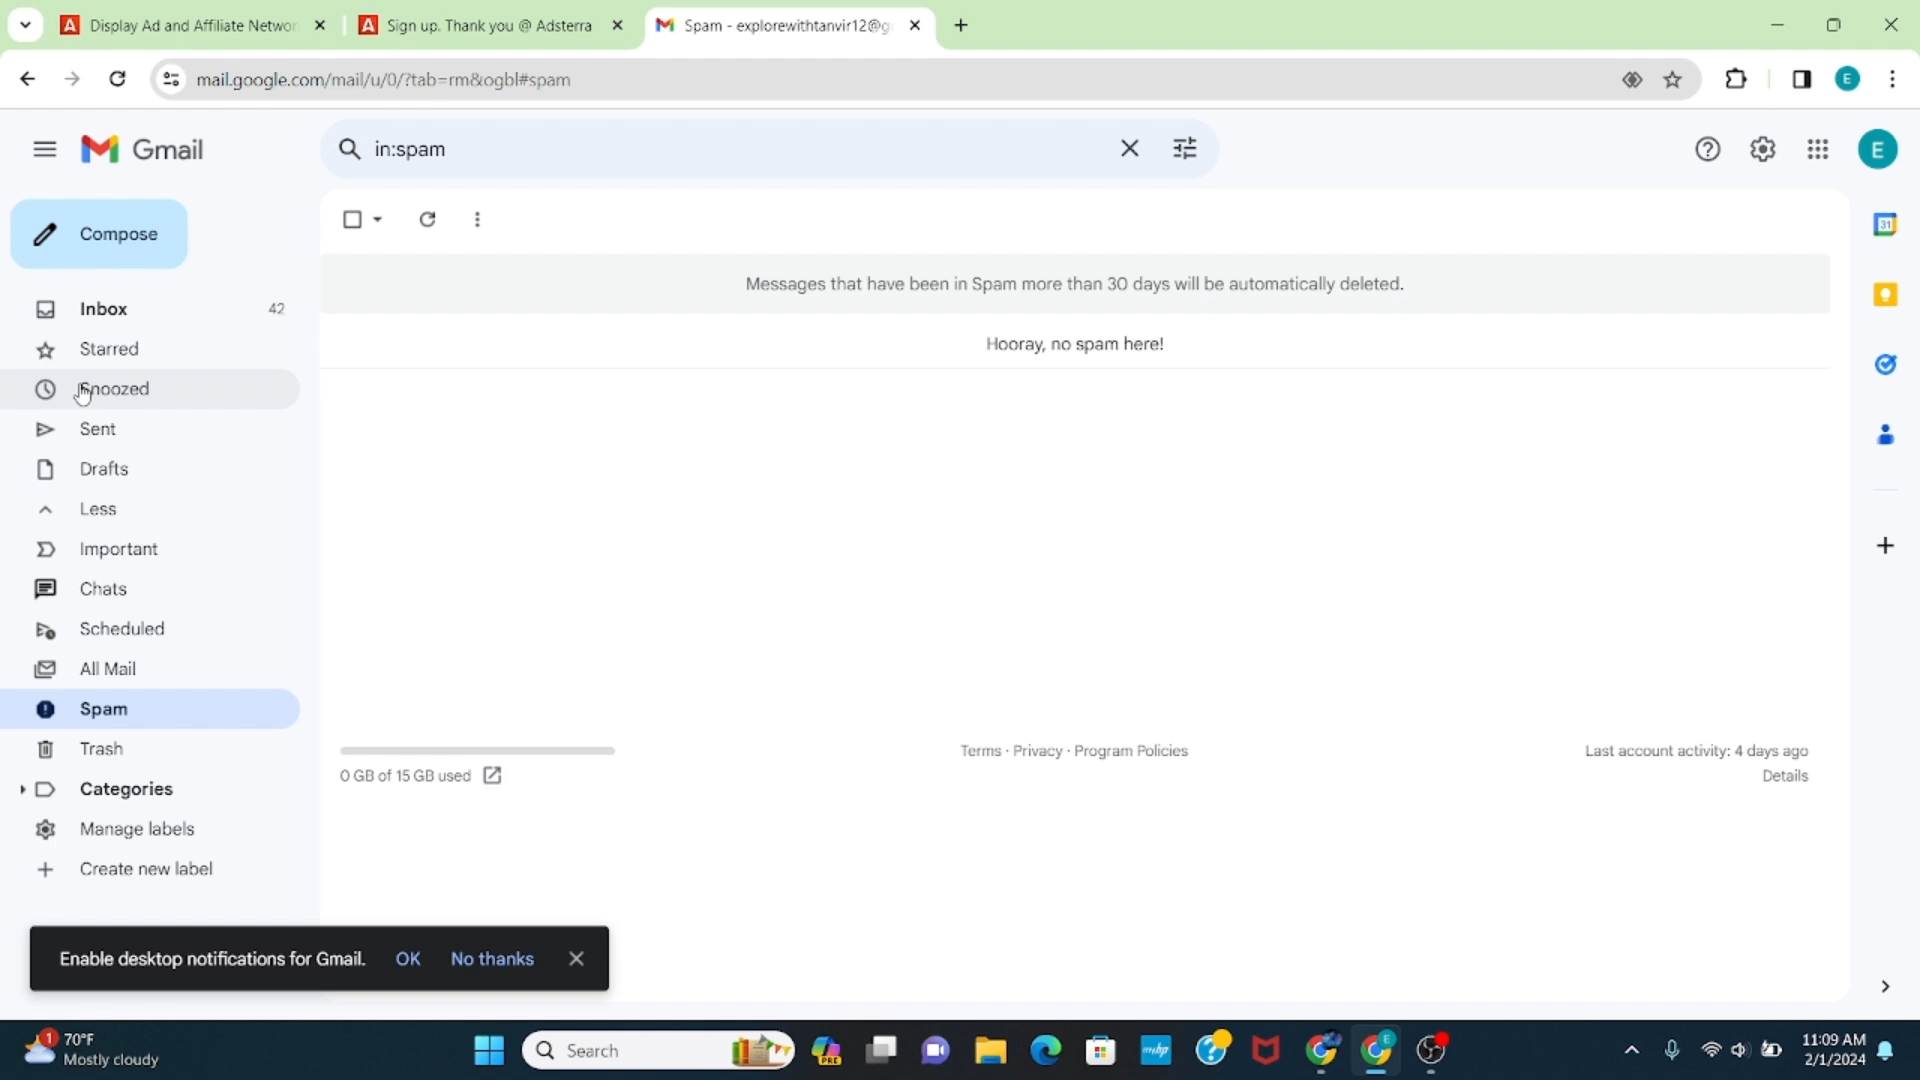 Display Ad and Affiliate Networ
Sign up. Thank you @ Adsterra
Spam - explorewithtanvir12@g
mail.google.com/mail/u/0/?tab=rm&ogbl#spam
E
Gmail
in:spam
E
Compose
31
Messages that have been in Spam more than 30 days will be automatically deleted.
Inbox 42
Hooray, no spam here!
Starred
Snoozed
Sent
Drafts
Less
Important
Chats
Scheduled
All Mail
Spam
Trash
Terms · Privacy · Program Policies
Last account activity: 4 days ago
0 GB of 15 GB used
Details
Categories
Manage labels
Create new label
Enable desktop notifications for Gmail. OK No thanks
1
70°F
Mostly cloudy
Search
PRE
myhp
E
11:09 AM
2/1/2024